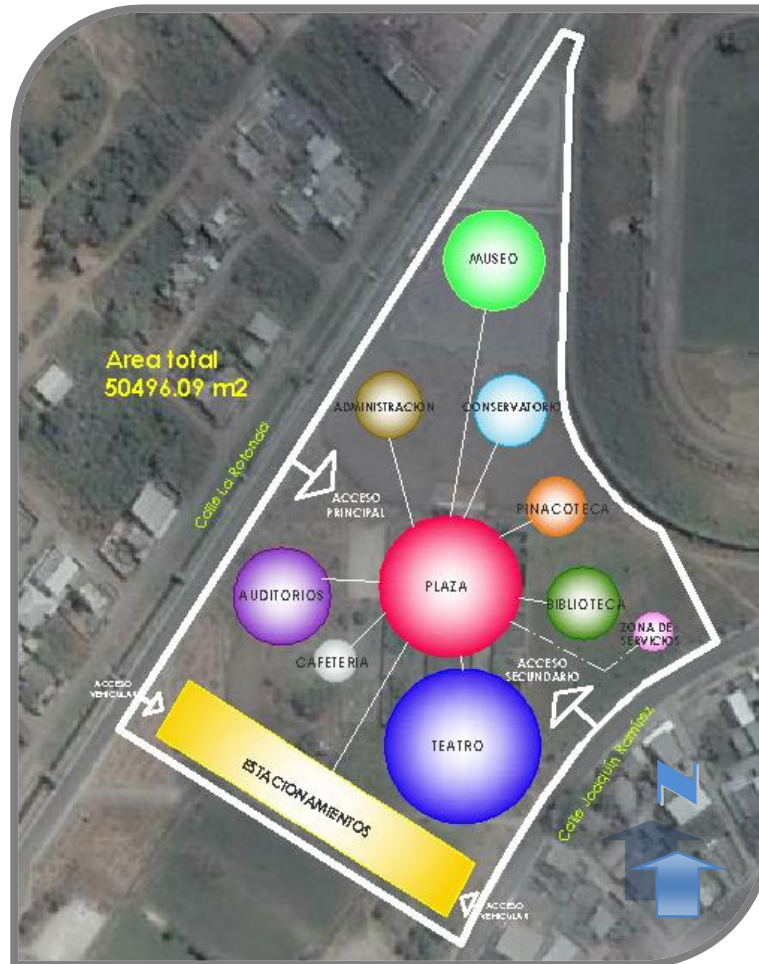 MUSEO
Area total
50496.09 m2
ADMINISTRACIÓN
CONSERVATORIO
Calle La Rotonda
ACCESO
PRINCIPAL
PINACOTECA
AUDITORIOS
PLAZA
BIBLIOTECA
ZONA DE
SERVICIOS
CAFETERIA
ACCESO
SECUNDARIO
ACCESO
VEHICULAR
TEATRO
ESTACIONAMIENTOS
Calle Joaquín Ramírez
N
ACCESO
VEHICULAR